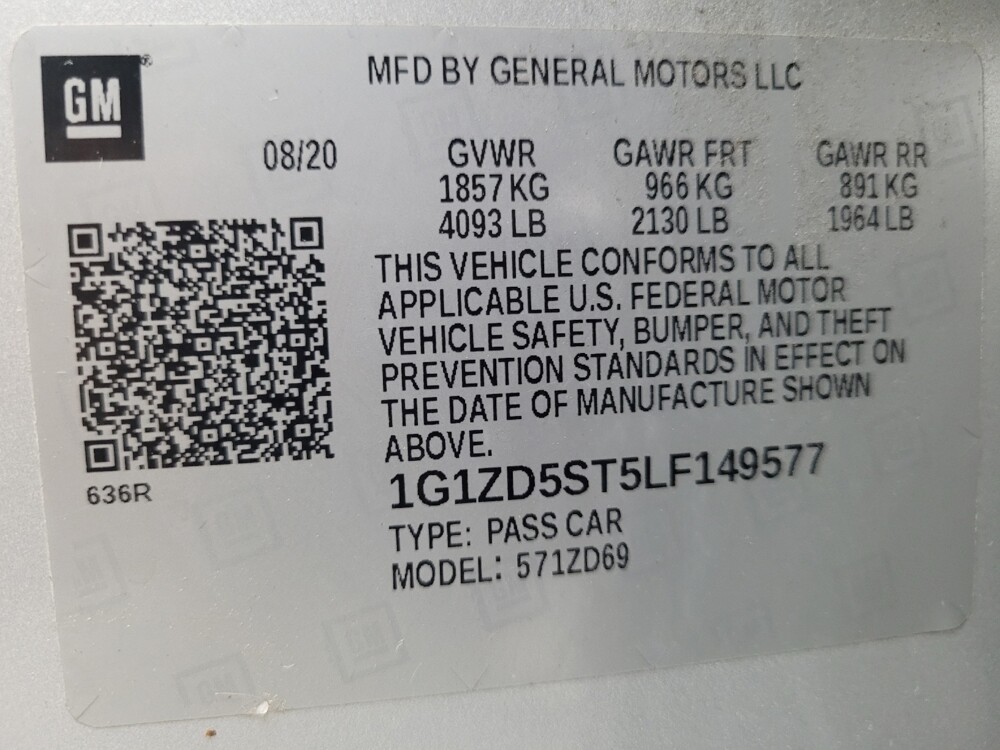 GM
MFD BY GENERAL MOTORS LLC
08/20 GVWR GAWR FRT GAWR RR
1857 KG 966 KG 891 KG
4093 LB 2130 LB 1964 LB
THIS VEHICLE CONFORMS TO ALL
APPLICABLE U.S. FEDERAL MOTOR
VEHICLE SAFETY, BUMPER, AND THEFT
PREVENTION STANDARDS IN EFFECT ON
THE DATE OF MANUFACTURE SHOWN
ABOVE.
636R
1G1ZD5ST5LF149577
TYPE: PASS CAR
MODEL: 571ZD69